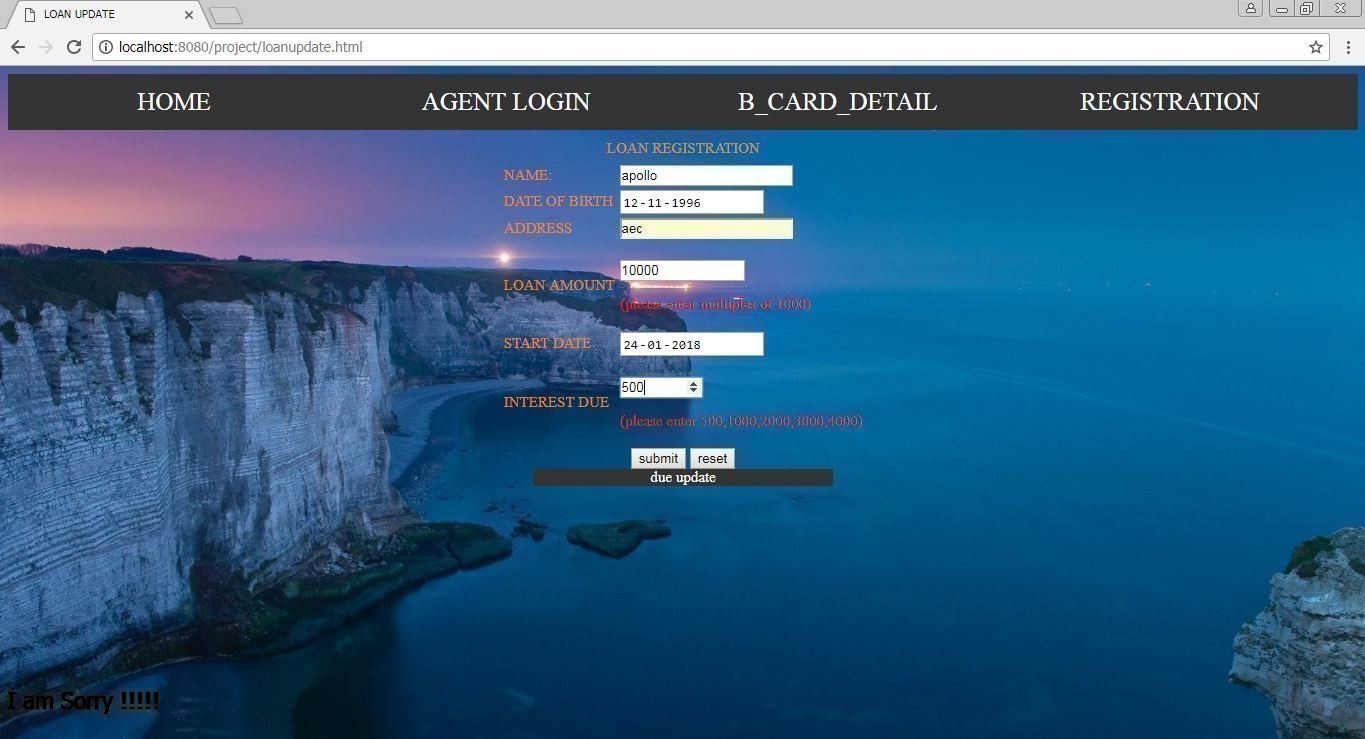 LOAN UPDATE
localhost:8080/project/loanupdate.html
HOME AGENT LOGIN B_CARD_DETAIL REGISTRATION
LOAN REGISTRATION
NAME: apollo
DATE OF BIRTH 12-11-1996
ADDRESS aec
10000
LOAN AMOUNT
(please enter multiples of 1000)
START DATE 24-01-2018
500
INTEREST DUE
(please enter 500,1000,2000,3000,4000)
submit reset
due update
I am Sorry !!!!!